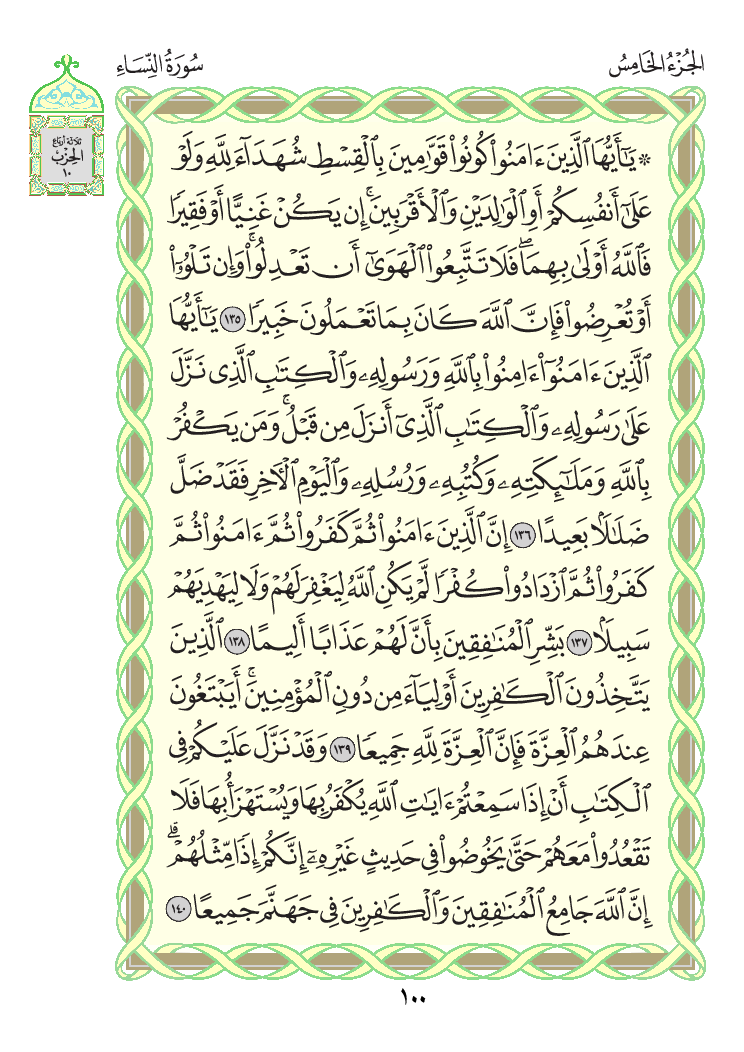 الجُزْءُ الخَامِسُ
سُورَةُ النِّسَاءِ
ثلاثة أرباع
الحِزْب
١٠
۞ يَٰٓأَيُّهَا ٱلَّذِينَ ءَامَنُوا۟ كُونُوا۟ قَوَّٰمِينَ بِٱلْقِسْطِ شُهَدَآءَ لِلَّهِ وَلَوْ
عَلَىٰٓ أَنفُسِكُمْ أَوِ ٱلْوَٰلِدَيْنِ وَٱلْأَقْرَبِينَ ۚ إِن يَكُنْ غَنِيًّا أَوْ فَقِيرًا
فَٱللَّهُ أَوْلَىٰ بِهِمَا ۖ فَلَا تَتَّبِعُوا۟ ٱلْهَوَىٰٓ أَن تَعْدِلُوا۟ ۚ وَإِن تَلْوُۥٓا۟
أَوْ تُعْرِضُوا۟ فَإِنَّ ٱللَّهَ كَانَ بِمَا تَعْمَلُونَ خَبِيرًا ١٣٥ يَٰٓأَيُّهَا
ٱلَّذِينَ ءَامَنُوٓا۟ ءَامِنُوا۟ بِٱللَّهِ وَرَسُولِهِۦ وَٱلْكِتَٰبِ ٱلَّذِى نَزَّلَ
عَلَىٰ رَسُولِهِۦ وَٱلْكِتَٰبِ ٱلَّذِىٓ أَنزَلَ مِن قَبْلُ ۚ وَمَن يَكْفُرْ
بِٱللَّهِ وَمَلَٰٓئِكَتِهِۦ وَكُتُبِهِۦ وَرُسُلِهِۦ وَٱلْيَوْمِ ٱلْءَاخِرِ فَقَدْ ضَلَّ
ضَلَٰلًۢا بَعِيدًا ١٣٦ إِنَّ ٱلَّذِينَ ءَامَنُوا۟ ثُمَّ كَفَرُوا۟ ثُمَّ ءَامَنُوا۟ ثُمَّ
كَفَرُوا۟ ثُمَّ ٱزْدَادُوا۟ كُفْرًا لَّمْ يَكُنِ ٱللَّهُ لِيَغْفِرَ لَهُمْ وَلَا لِيَهْدِيَهُمْ
سَبِيلًۢا ١٣٧ بَشِّرِ ٱلْمُنَٰفِقِينَ بِأَنَّ لَهُمْ عَذَابًا أَلِيمًا ١٣٨ ٱلَّذِينَ
يَتَّخِذُونَ ٱلْكَٰفِرِينَ أَوْلِيَآءَ مِن دُونِ ٱلْمُؤْمِنِينَ ۚ أَيَبْتَغُونَ
عِندَهُمُ ٱلْعِزَّةَ فَإِنَّ ٱلْعِزَّةَ لِلَّهِ جَمِيعًا ١٣٩ وَقَدْ نَزَّلَ عَلَيْكُمْ فِى
ٱلْكِتَٰبِ أَنْ إِذَا سَمِعْتُمْ ءَايَٰتِ ٱللَّهِ يُكْفَرُ بِهَا وَيُسْتَهْزَأُ بِهَا فَلَا
تَقْعُدُوا۟ مَعَهُمْ حَتَّىٰ يَخُوضُوا۟ فِى حَدِيثٍ غَيْرِهِۦٓ ۚ إِنَّكُمْ إِذًا مِّثْلُهُمْ ۗ
إِنَّ ٱللَّهَ جَامِعُ ٱلْمُنَٰفِقِينَ وَٱلْكَٰفِرِينَ فِى جَهَنَّمَ جَمِيعًا ١٤٠
١٠٠